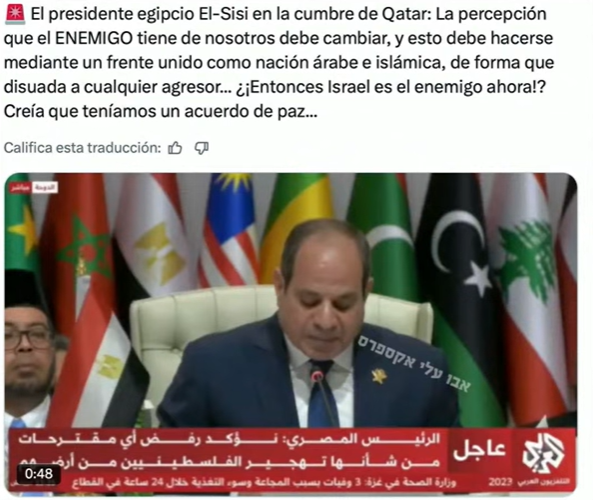 🚨 El presidente egipcio El-Sisi en la cumbre de Qatar: La percepción
que el ENEMIGO tiene de nosotros debe cambiar, y esto debe hacerse
mediante un frente unido como nación árabe e islámica, de forma que
disuada a cualquier agresor... ¿¡Entonces Israel es el enemigo ahora!?
Creía que teníamos un acuerdo de paz...
Califica esta traducción:
مباشر الدوحة
אבו עלי אקספרס
عاجل
الرئيس المصري: نؤكد رفض أي مقترحات
من شأنها تهجير الفلسطينيين من أرضهم
0:48
وزارة الصحة في غزة: 3 وفيات بسبب المجاعة وسوء التغذية خلال 24 ساعة في القطاع
2023
العربي
التلفزيون العربي